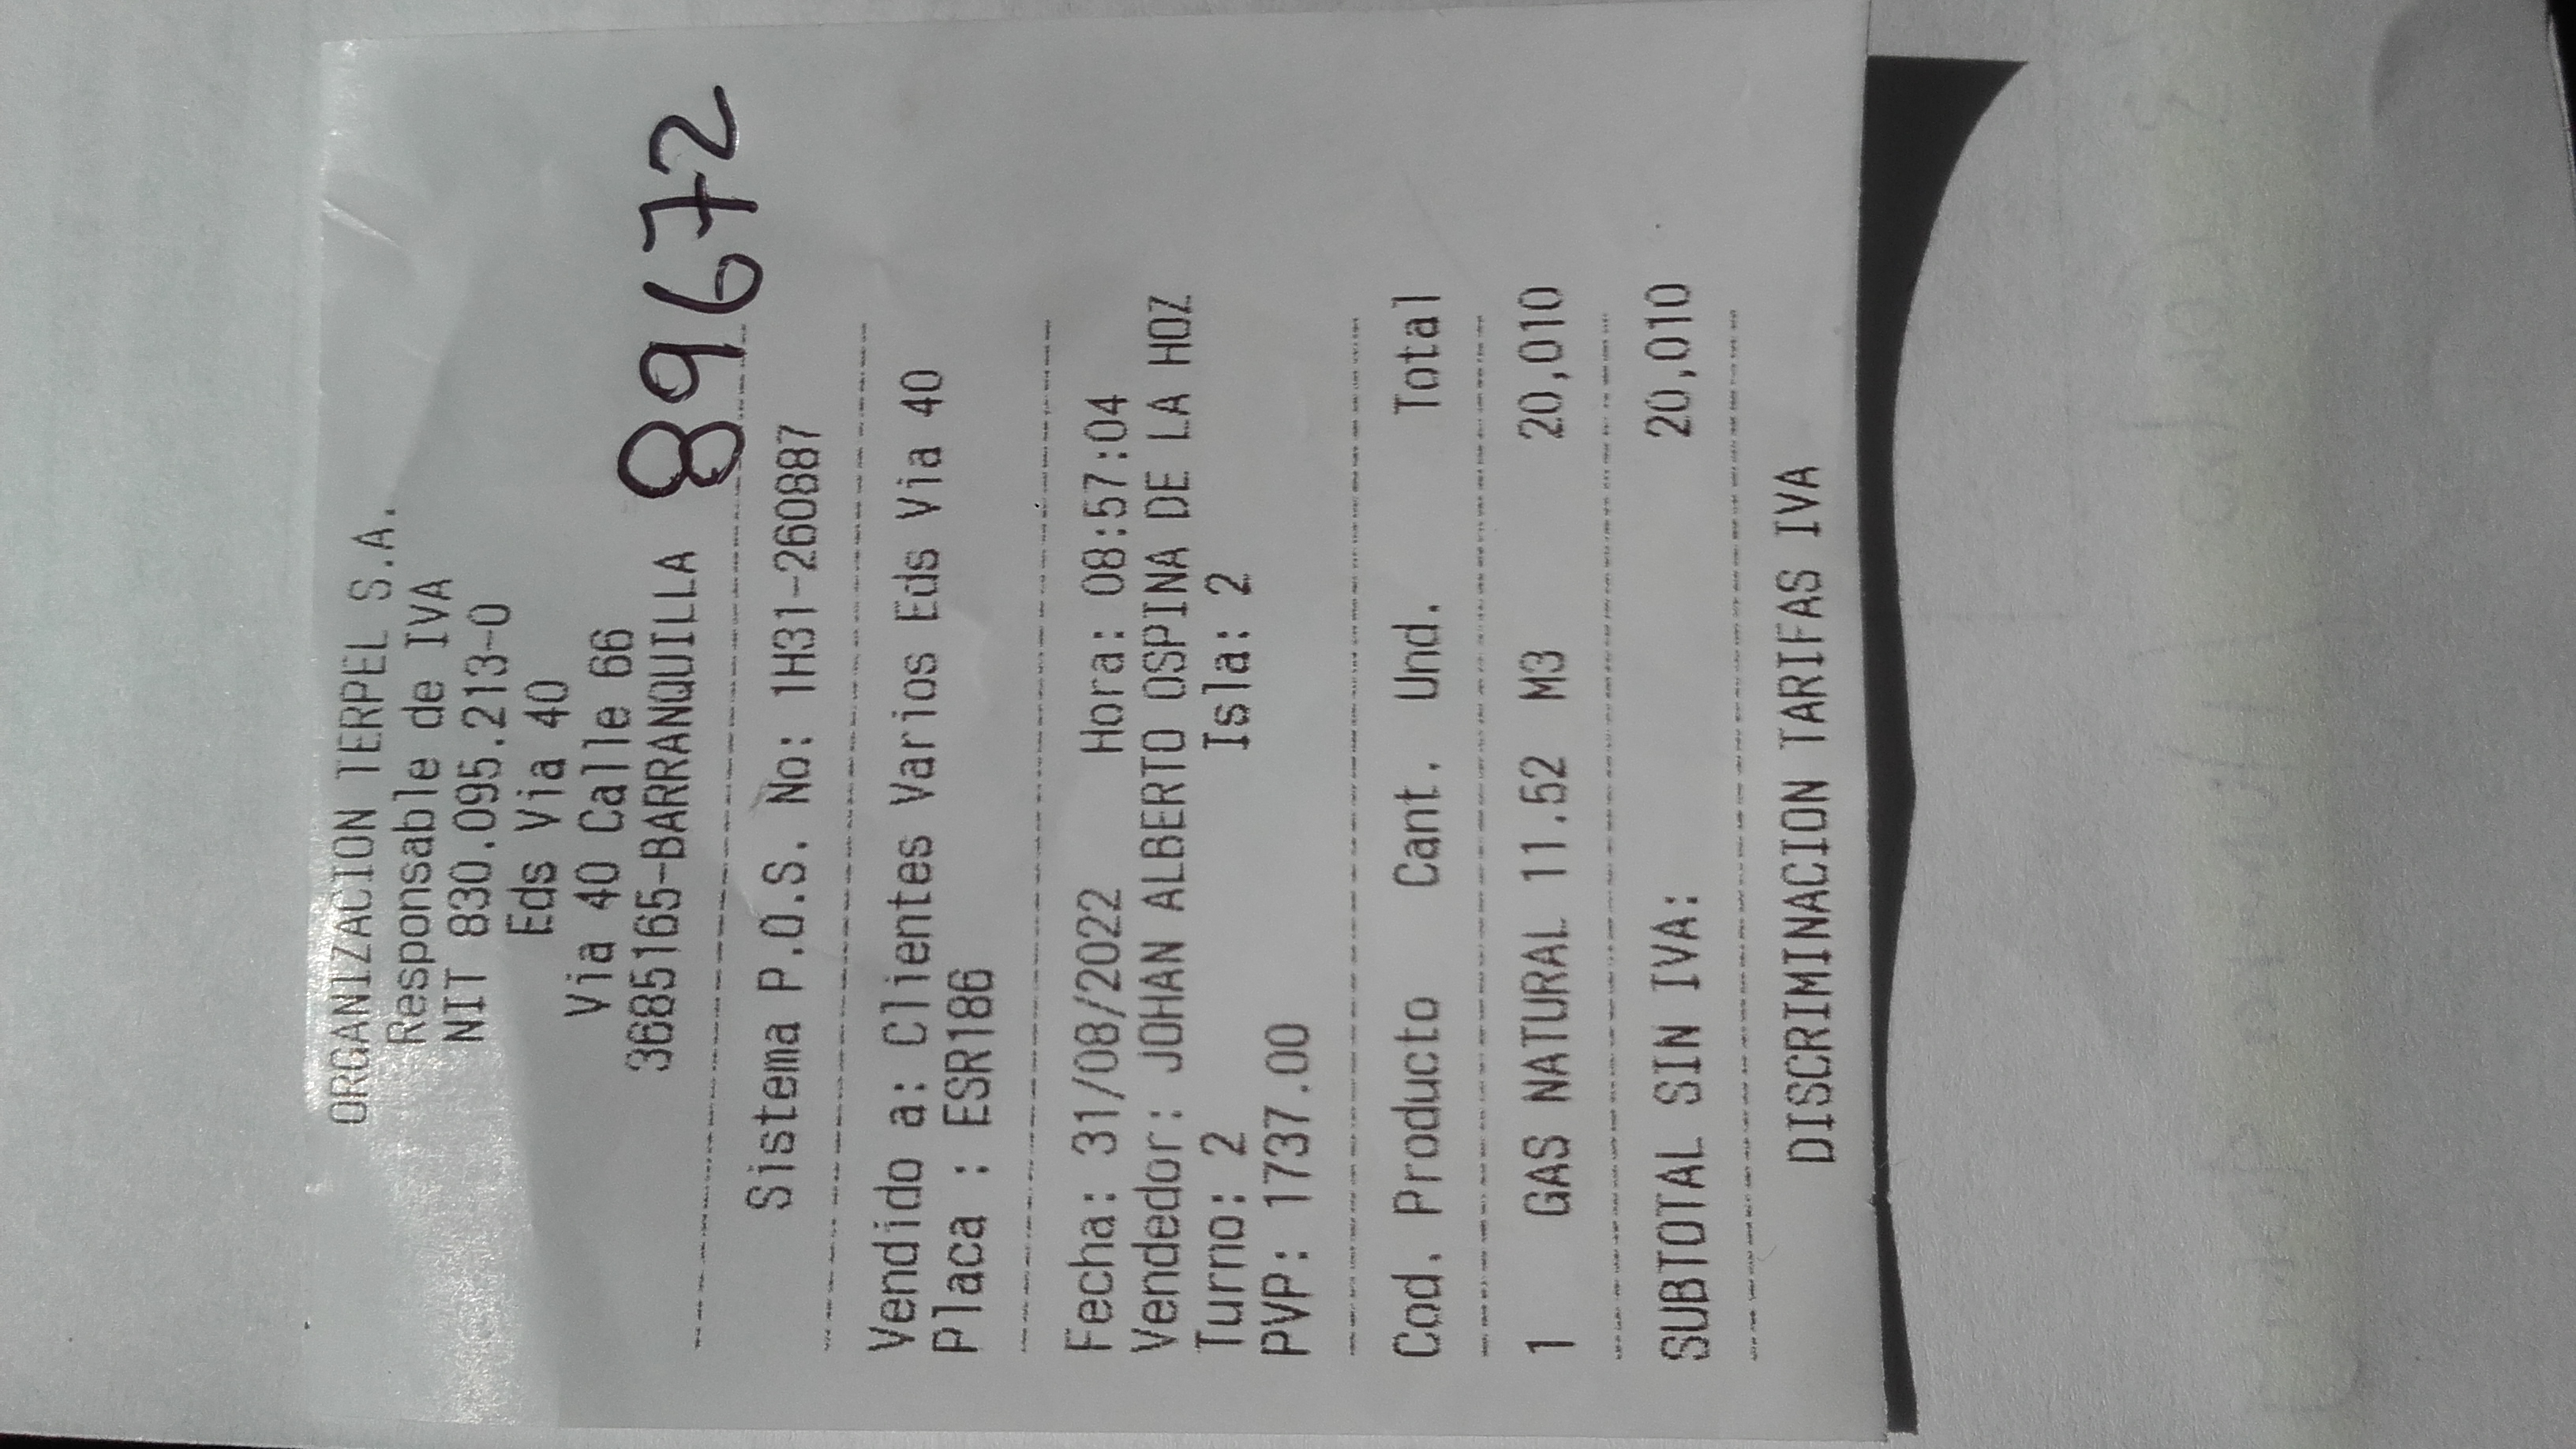 ORGANIZACION TERPEL S.A.
Responsable de IVA
NIT 830.095.213-0
Eds Via 40
Via 40 Calle 66
3685165-BARRANQUILLA
89672
Sistema P.O.S. No: 1H31-260887
Vendido a: Clientes Varios Eds Via 40
Placa : ESR186
Fecha: 31/08/2022 Hora: 08:57:04
Vendedor: JOHAN ALBERTO OSPINA DE LA HOZ
Turno: 2 Isla: 2
PVP: 1737.00
Cod. Producto Cant. Und. Total
1 GAS NATURAL 11.52 M3 20,010
SUBTOTAL SIN IVA: 20,010
DISCRIMINACION TARIFAS IVA